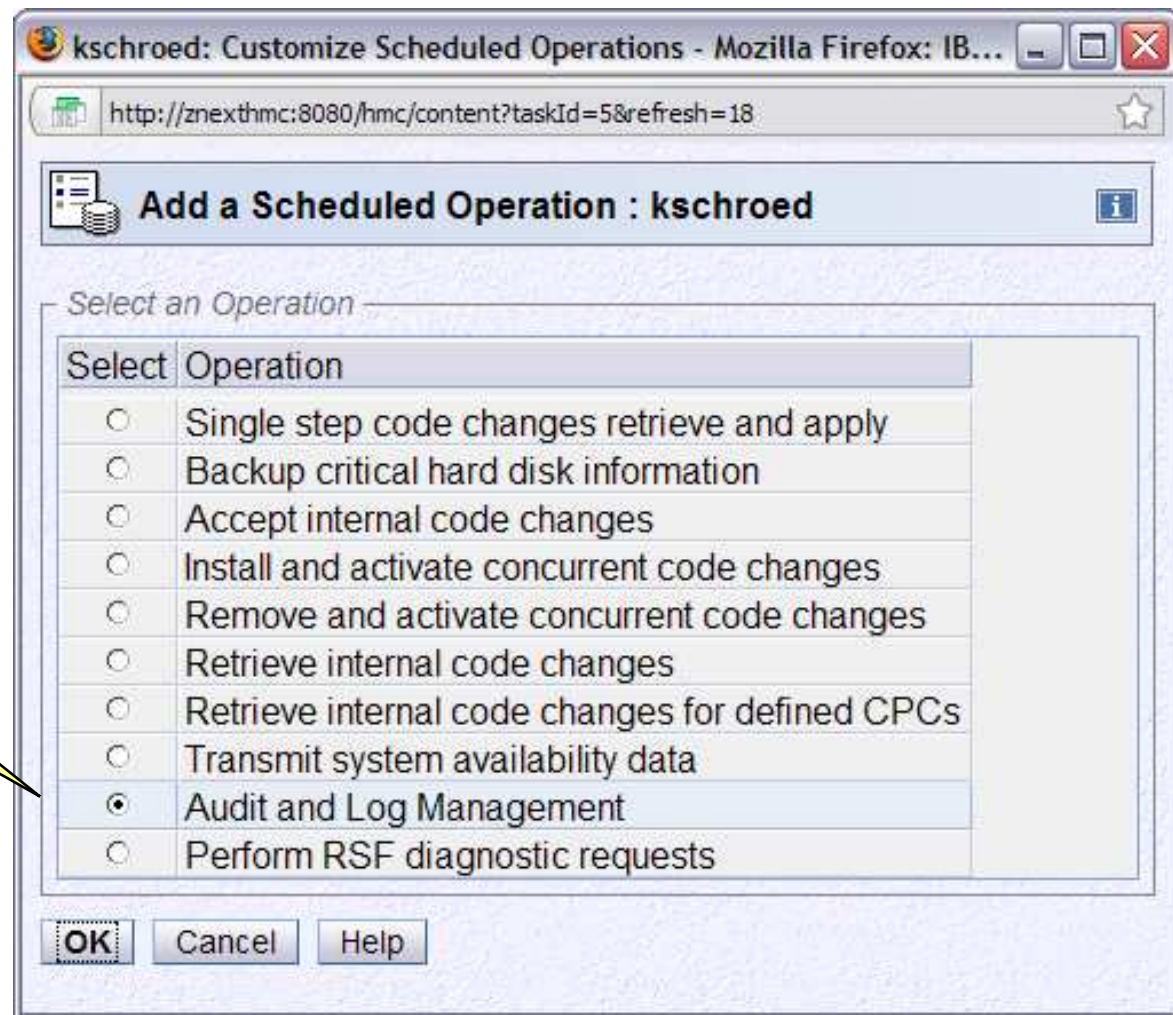 kschroed: Customize Scheduled Operations - Mozilla Firefox: IB...
http://znexthmc:8080/hmc/content?taskId=5&refresh=18
Add a Scheduled Operation : kschroed
i
Select an Operation
Select Operation
Single step code changes retrieve and apply
Backup critical hard disk information
Accept internal code changes
Install and activate concurrent code changes
Remove and activate concurrent code changes
Retrieve internal code changes
Retrieve internal code changes for defined CPCs
Transmit system availability data
Audit and Log Management
Perform RSF diagnostic requests
OK Cancel Help